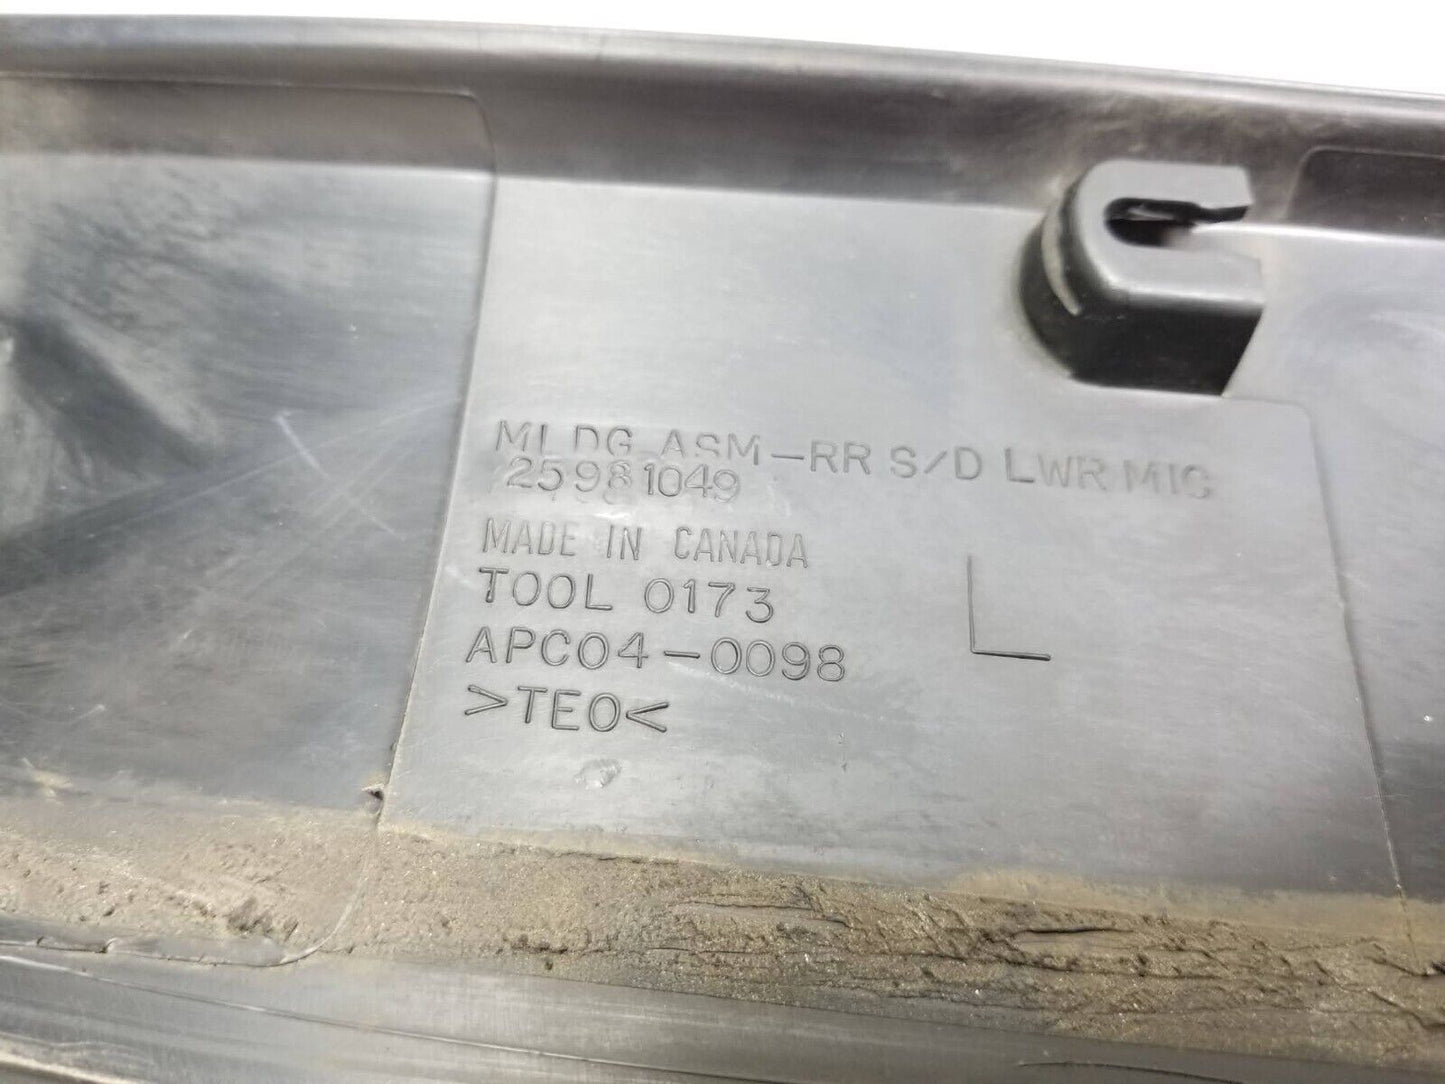 MLDG ASM-RR S/D LWR MIC
25981049
MADE IN CANADA
TOOL 0173
APC04-0098
>TEO<
L